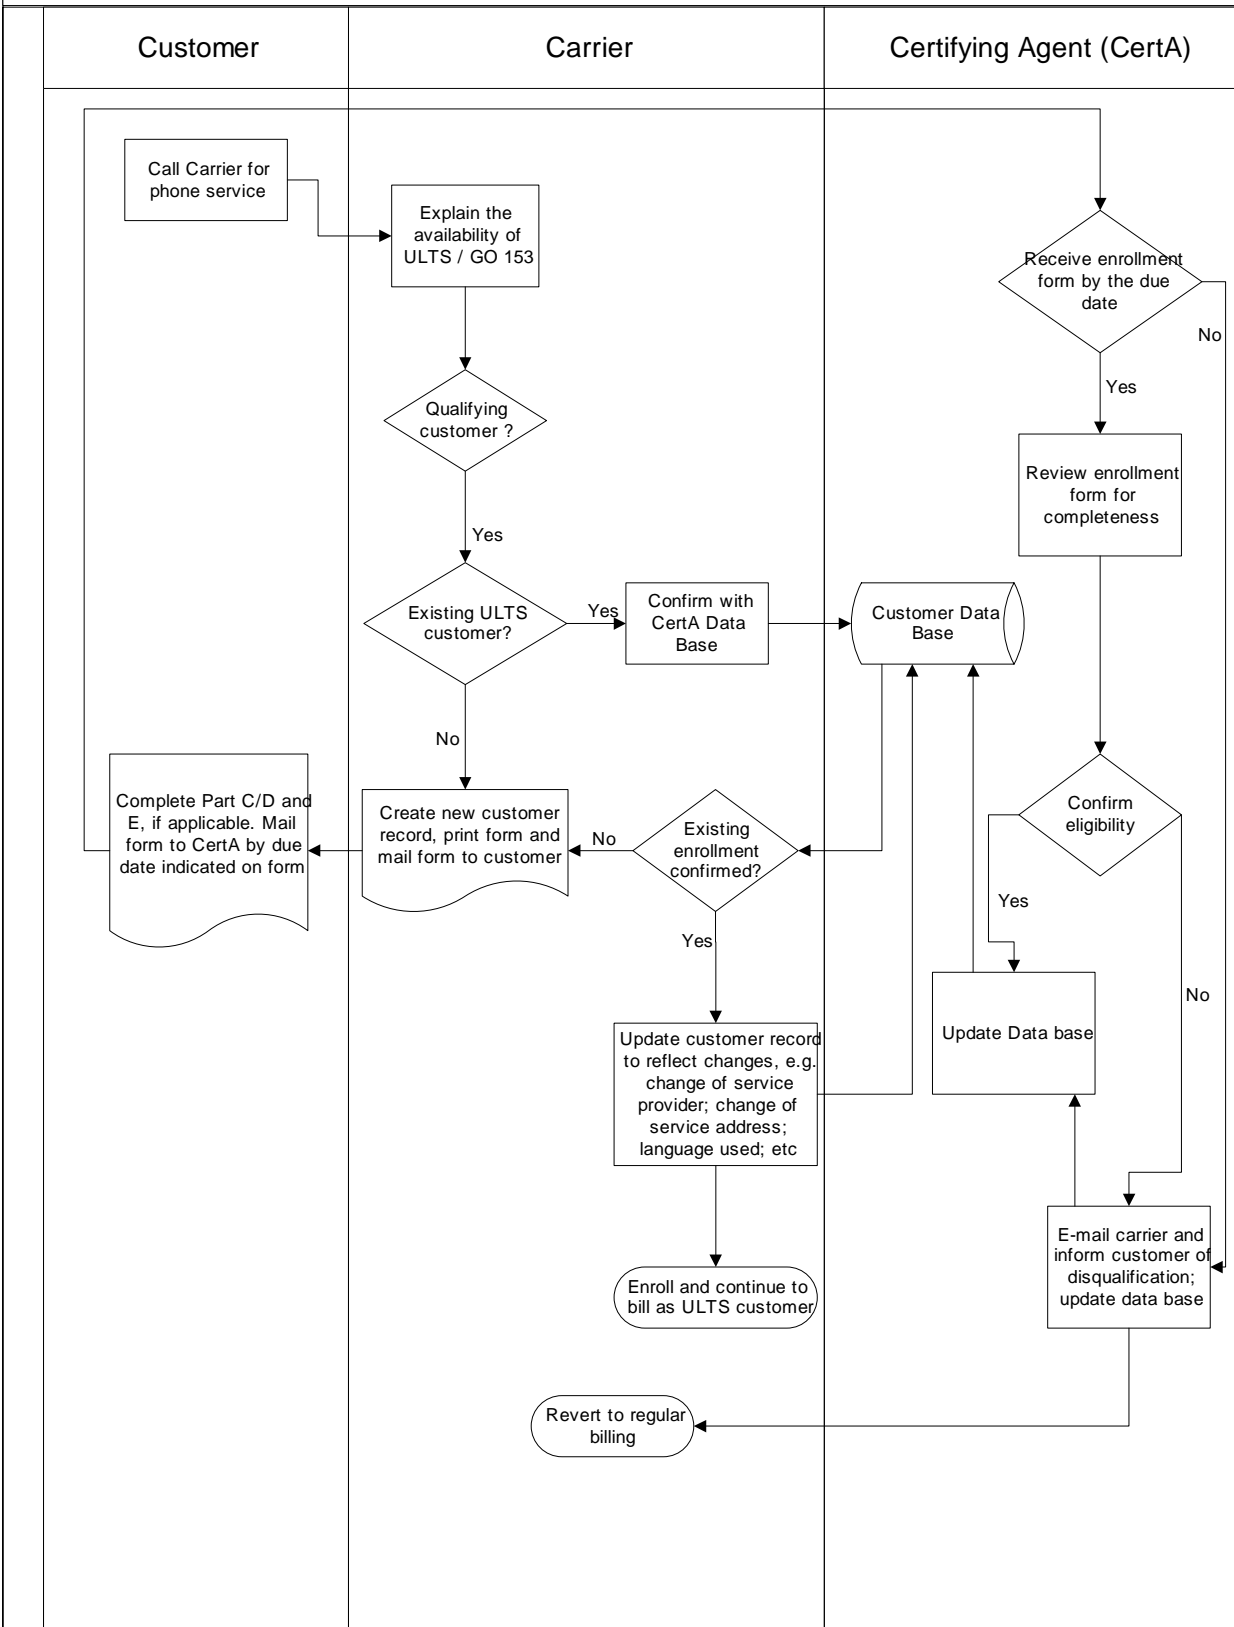 Customer
Carrier
Certifying Agent (CertA)
Call Carrier for
phone service
Explain the
availability of
ULTS / GO 153
Receive enrollment
form by the due
date
No
Yes
Qualifying
customer ?
Review enrollment
form for
completeness
Yes
Existing ULTS
customer?
Yes
Confirm with
CertA Data
Base
Customer Data
Base
No
Complete Part C/D and
E, if applicable. Mail
form to CertA by due
date indicated on form
Create new customer
record, print form and
mail form to customer
No
Existing
enrollment
confirmed?
Confirm
eligibility
Yes
Yes
No
Update customer record
to reflect changes, e.g.
change of service
provider; change of
service address;
language used; etc
Update Data base
E-mail carrier and
inform customer of
disqualification;
update data base
Enroll and continue to
bill as ULTS customer
Revert to regular
billing